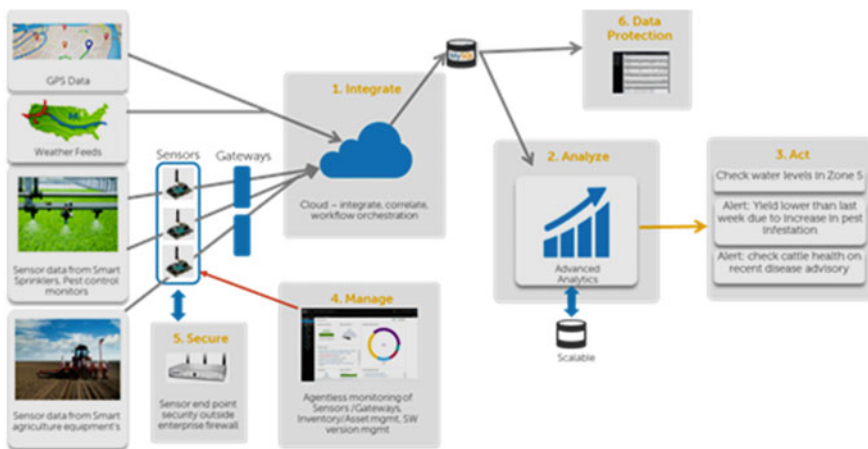 GPS Data
Weather Feeds
Sensor data from Smart
Sprinklers, Pest control
monitors
Sensor data from Smart
agriculture equipment's
Sensors
Gateways
1. Integrate
Cloud – integrate, correlate,
workflow orchestration
5. Secure
Sensor end point
security outside
enterprise firewall
4. Manage
Agentless monitoring of
Sensors /Gateways,
Inventory/Asset mgmt, SW
version mgmt
6. Data
Protection
2. Analyze
Advanced
Analytics
Scalable
3. Act
Check water levels in Zone 5
Alert: Yield lower than last
week due to increase in pest
infestation
Alert: check cattle health on
recent disease advisory